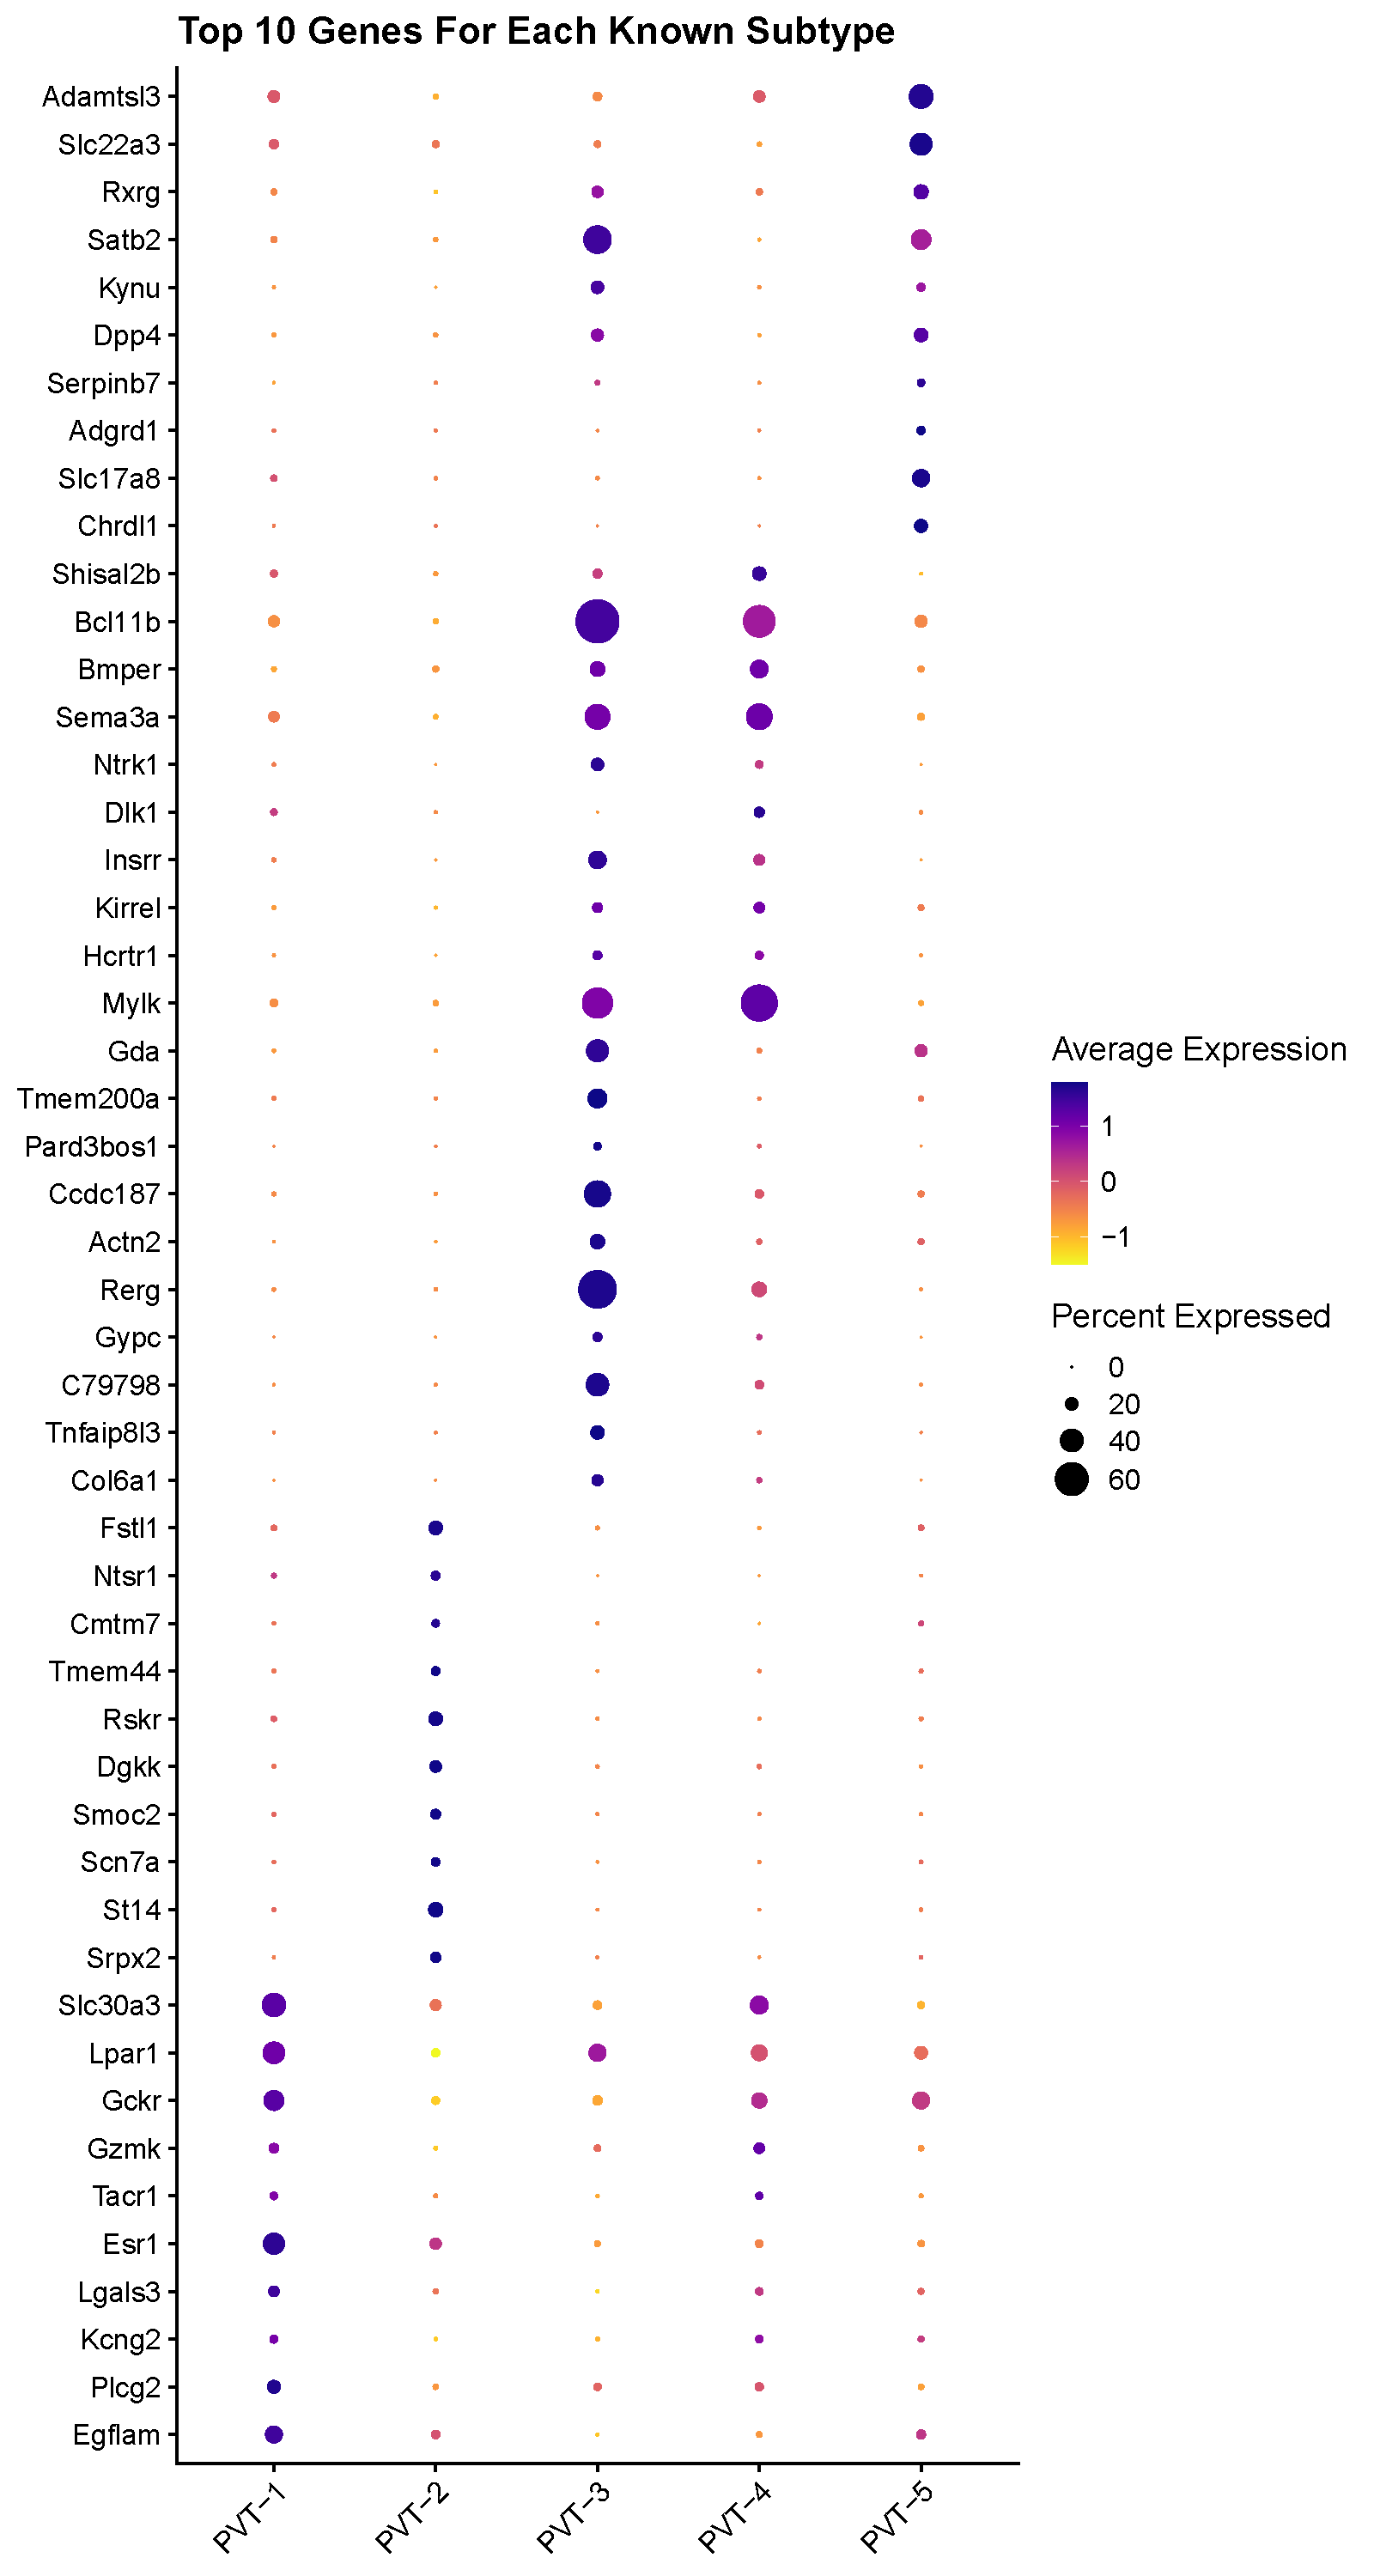 Top 10 Genes For Each Known Subtype
Adamtsl3
Slc22a3
Rxrg
Satb2
Kynu
Dpp4
Serpinb7
Adgrd1
Slc17a8
Chrdl1
Shisal2b
Bcl11b
Bmper
Sema3a
Ntrk1
Dlk1
Insrr
Kirrel
Hcrtr1
Mylk
Gda
Tmem200a
Pard3bos1
Ccdc187
Actn2
Rerg
Gypc
C79798
Tnfaip8l3
Col6a1
Fstl1
Ntsr1
Cmtm7
Tmem44
Rskr
Dgkk
Smoc2
Scn7a
St14
Srpx2
Slc30a3
Lpar1
Gckr
Gzmk
Tacr1
Esr1
Lgals3
Kcng2
Plcg2
Egflam
PVT-1
PVT-2
PVT-3
PVT-4
PVT-5
Average Expression
1
0
−1
Percent Expressed
0
20
40
60